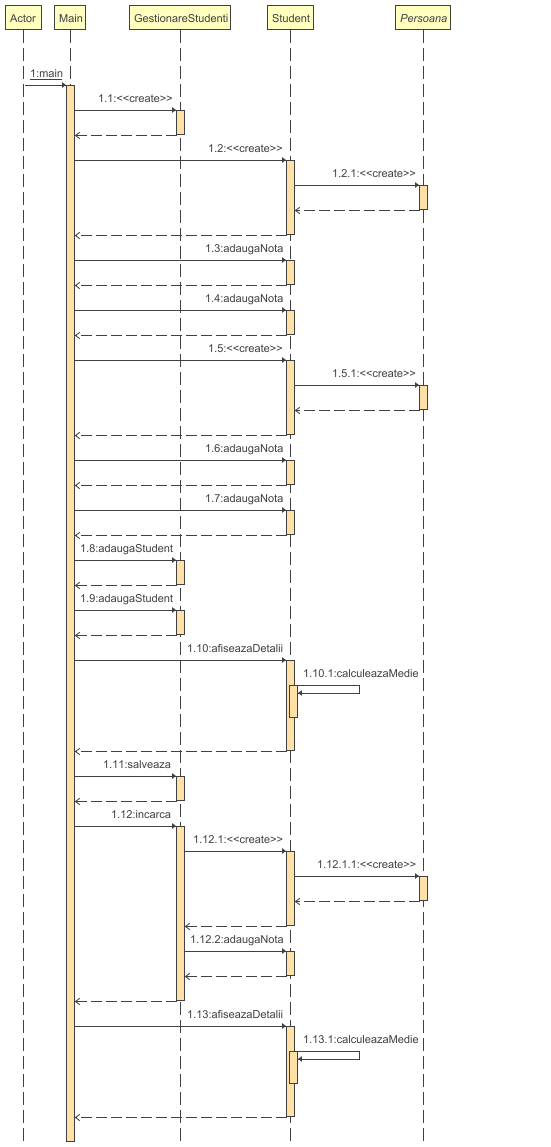 Actor Main GestionareStudenti Student Persoana
1:main
1.1:<<create>>
1.2:<<create>>
1.2.1:<<create>>
1.3:adaugaNota
1.4:adaugaNota
1.5:<<create>>
1.5.1:<<create>>
1.6:adaugaNota
1.7:adaugaNota
1.8:adaugaStudent
1.9:adaugaStudent
1.10:afiseazaDetalii
1.10.1:calculeazaMedie
1.11:salveaza
1.12:incarca
1.12.1:<<create>>
1.12.1.1:<<create>>
1.12.2:adaugaNota
1.13:afiseazaDetalii
1.13.1:calculeazaMedie